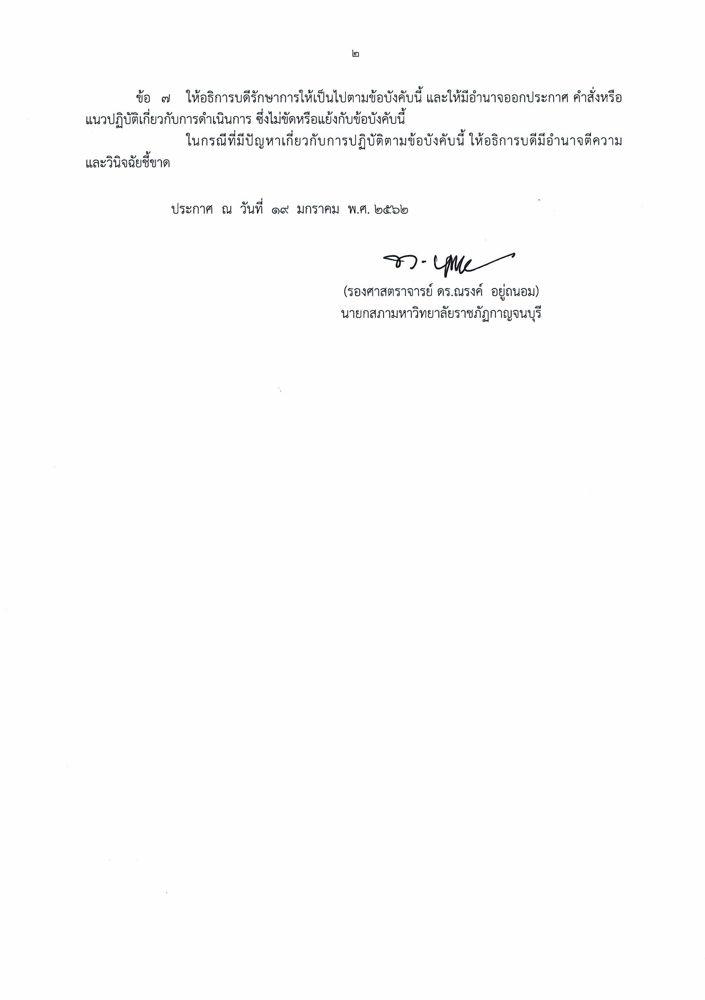 ๒
ข้อ ๗ ให้อธิการบดีรักษาการให้เป็นไปตามข้อบังคับนี้ และให้มีอำนาจออกประกาศ คำสั่งหรือ
แนวปฏิบัติเกี่ยวกับการดำเนินการ ซึ่งไม่ขัดหรือแย้งกับข้อบังคับนี้
ในกรณีที่มีปัญหาเกี่ยวกับการปฏิบัติตามข้อบังคับนี้ ให้อธิการบดีมีอำนาจตีความ
และวินิจฉัยชี้ขาด
ประกาศ ณ วันที่ ๑๙ มกราคม พ.ศ. ๒๕๖๒
(รองศาสตราจารย์ ดร.ณรงค์ อยู่ถนอม)
นายกสภามหาวิทยาลัยราชภัฏกาญจนบุรี